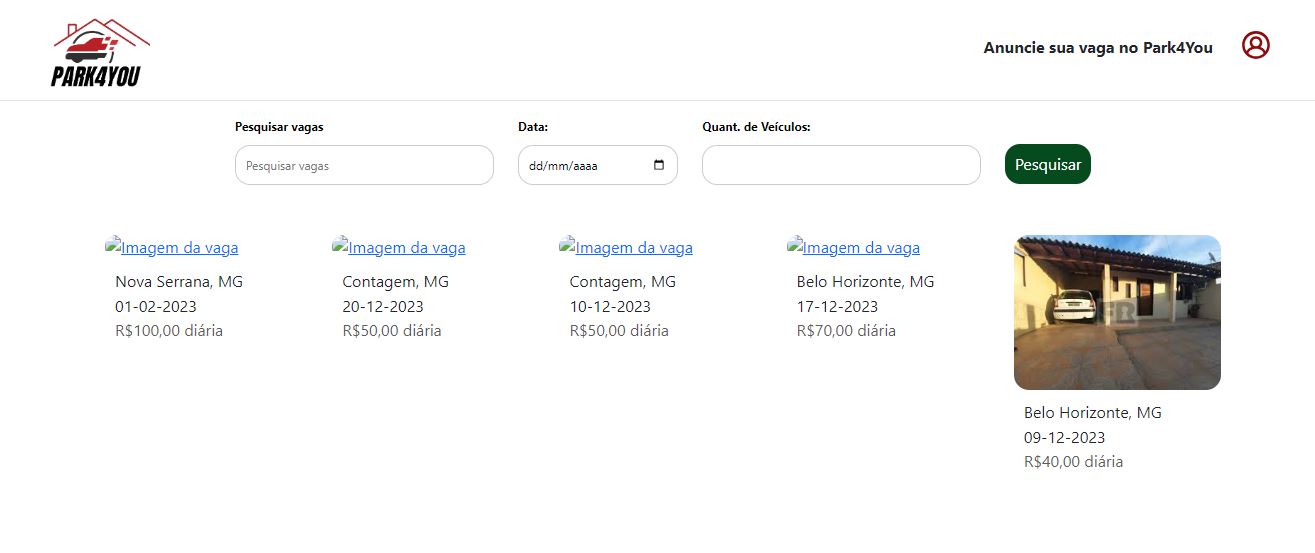 PARK4YOU
Anuncie sua vaga no Park4You
Pesquisar vagas
Data:
Quant. de Veículos:
Pesquisar vagas
dd/mm/aaaa
Pesquisar
Imagem da vaga
Nova Serrana, MG
01-02-2023
R$100,00 diária
Imagem da vaga
Contagem, MG
20-12-2023
R$50,00 diária
Imagem da vaga
Contagem, MG
10-12-2023
R$50,00 diária
Imagem da vaga
Belo Horizonte, MG
17-12-2023
R$70,00 diária
Belo Horizonte, MG
09-12-2023
R$40,00 diária